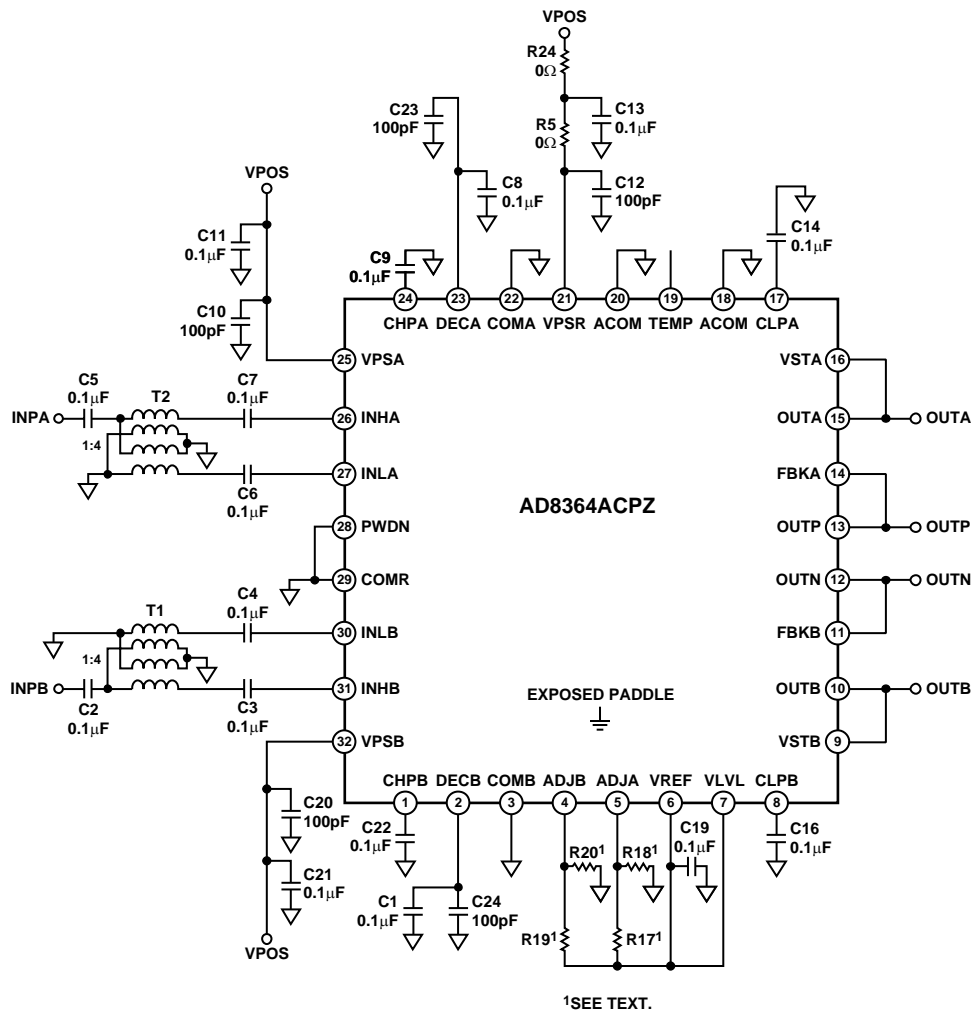 VPOS
R24
0Ω
C23
100pF
C13
0.1µF
R5
0Ω
VPOS
C8
0.1µF
C12
100pF
C11
0.1µF
C14
0.1µF
C9
0.1µF
C10
100pF
24 23 22 21 20 19 18 17
CHPA DECA COMA VPSR ACOM TEMP ACOM CLPA
25 VPSA
VSTA 16
C5
0.1µF
T2
C7
0.1µF
INPA
26 INHA
OUTA 15
OUTA
1:4
27 INLA
FBKA 14
C6
0.1µF
AD8364ACPZ
28 PWDN
OUTP 13
OUTP
29 COMR
OUTN 12
OUTN
T1
C4
0.1µF
30 INLB
FBKB 11
1:4
INPB
31 INHB
OUTB 10
OUTB
C2
0.1µF
C3
0.1µF
EXPOSED PADDLE
32 VPSB
VSTB 9
CHPB DECB COMB ADJB ADJA VREF VLVL CLPB
1 2 3 4 5 6 7 8
C20
100pF
C22
0.1µF
C19
0.1µF
C16
0.1µF
R20¹
R18¹
C21
0.1µF
C1
0.1µF
C24
100pF
R19¹
R17¹
VPOS
¹SEE TEXT.